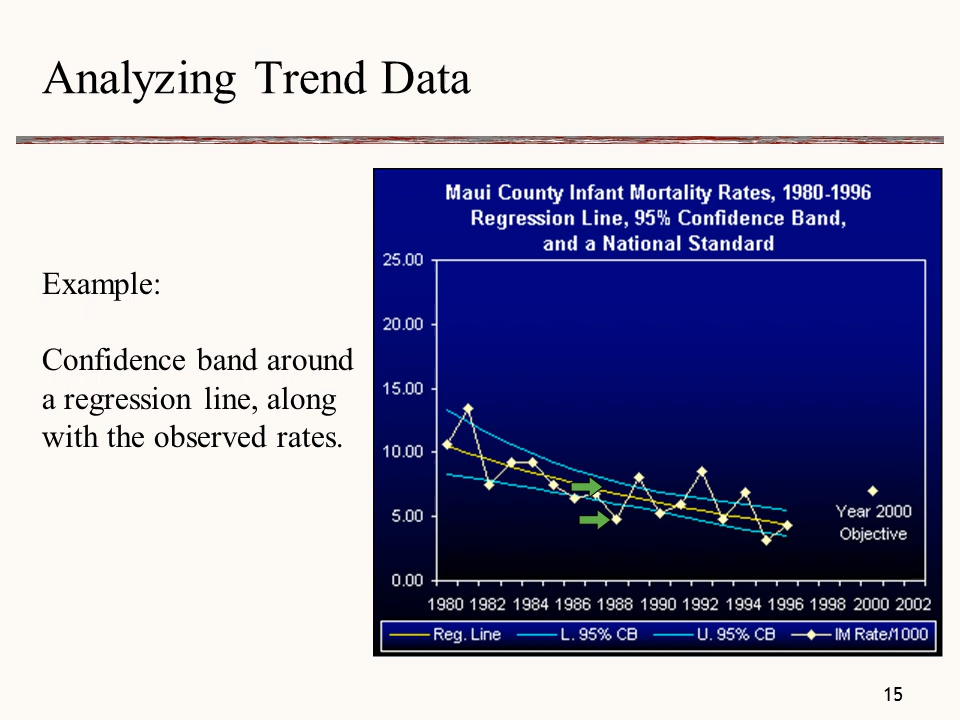 Analyzing Trend Data
Example:
Confidence band around
a regression line, along
with the observed rates.
Maui County Infant Mortality Rates, 1980-1996
Regression Line, 95% Confidence Band,
and a National Standard
25.00
20.00
15.00
10.00
5.00
0.00
Year 2000
Objective
1980 1982 1984 1986 1988 1990 1992 1994 1996 1998 2000 2002
Reg. Line L. 95% CB U. 95% CB IM Rate/1000
15